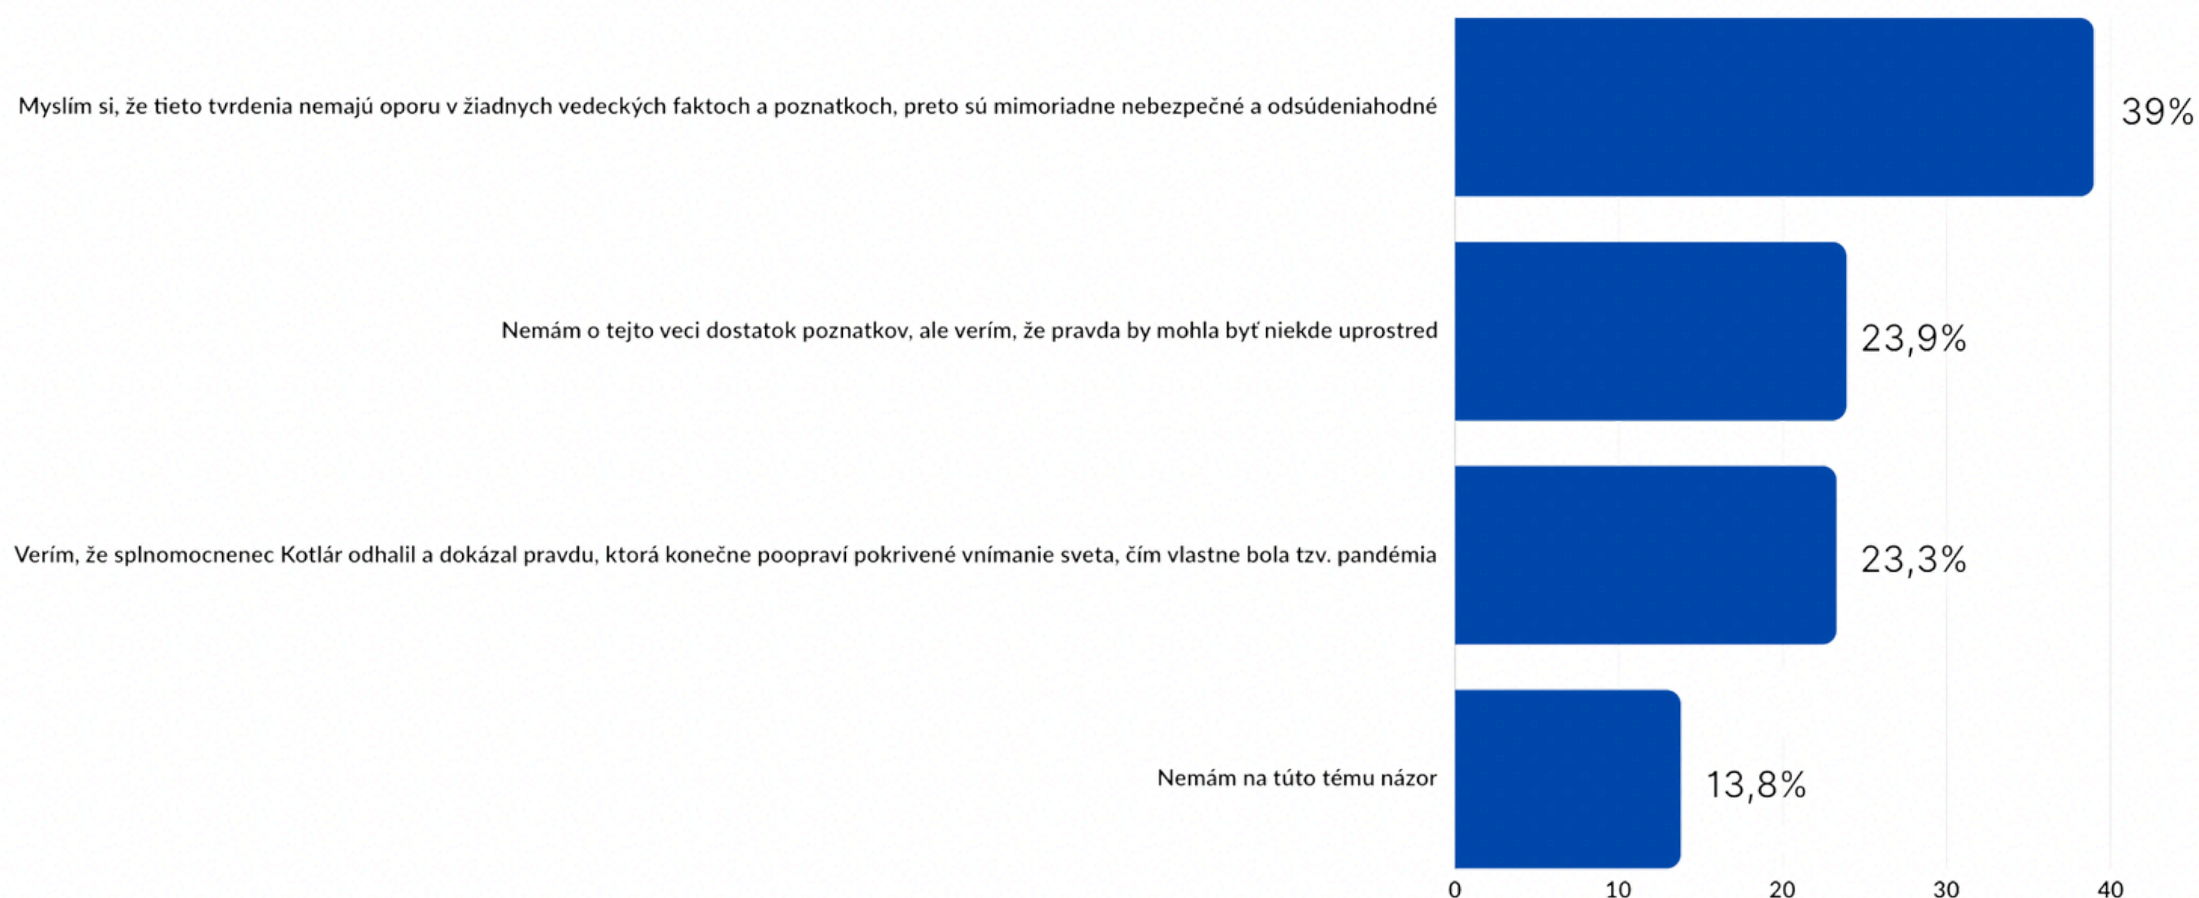 Myslím si, že tieto tvrdenia nemajú oporu v žiadnych vedeckých faktoch a poznatkoch, preto sú mimoriadne nebezpečné a odsúdeniahodné
39%
Nemám o tejto veci dostatok poznatkov, ale verím, že pravda by mohla byť niekde uprostred
23,9%
Verím, že splnomocnenec Kotlár odhalil a dokázal pravdu, ktorá konečne poopraví pokrivené vnímanie sveta, čím vlastne bola tzv. pandémia
23,3%
Nemám na túto tému názor
13,8%
0 10 20 30 40